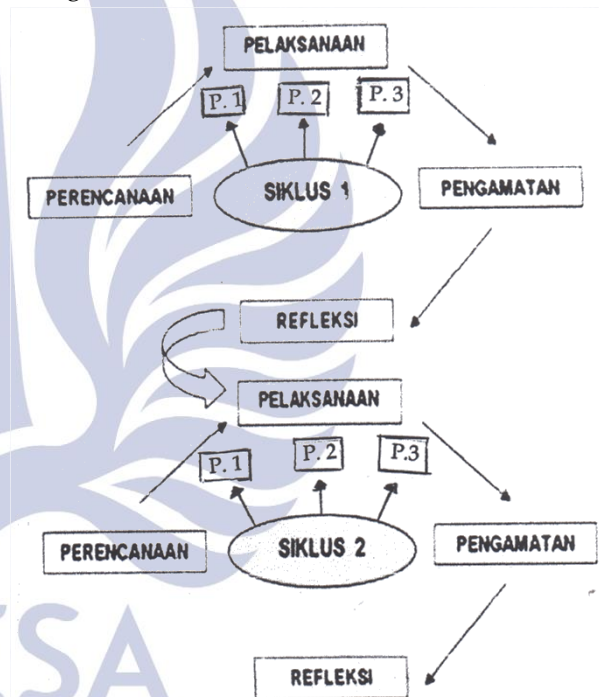 PELAKSANAAN
P.1 P.2 P.3
PERENCANAAN SIKLUS 1 PENGAMATAN
REFLEKSI
PELAKSANAAN
P.1 P.2 P.3
PERENCANAAN SIKLUS 2 PENGAMATAN
REFLEKSI